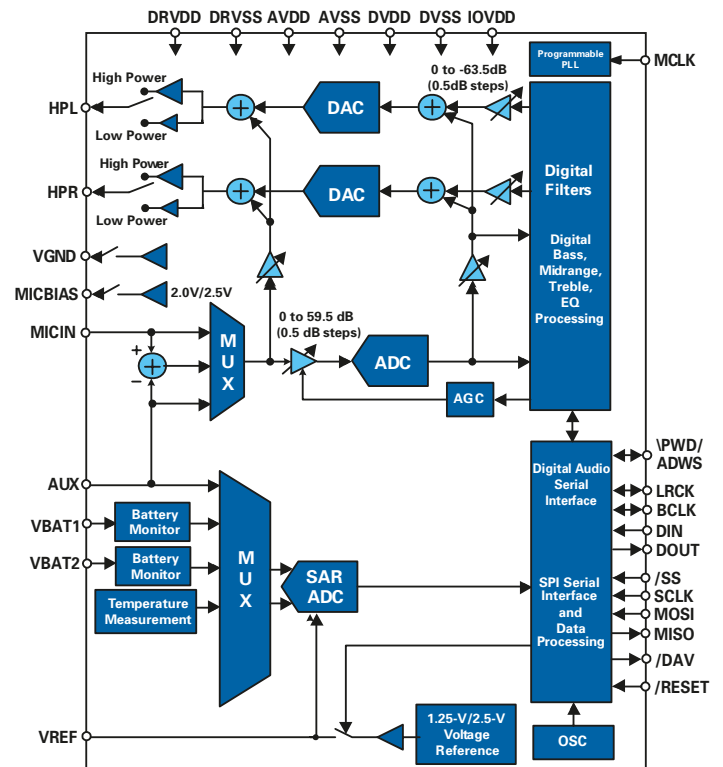 DRVDD DRVSS AVDD AVSS DVDD DVSS IOVDD
Programmable
PLL
MCLK
0 to -63.5dB
(0.5dB steps)
High Power
HPL
Low Power
+
DAC
+
High Power
HPR
Low Power
+
DAC
+
Digital
Filters
Digital
Bass,
Midrange,
Treble,
EQ
Processing
VGND
MICBIAS
2.0V/2.5V
MICIN
+
+
−
M
U
X
0 to 59.5 dB
(0.5 dB steps)
ADC
AGC
AUX
VBAT1
Battery
Monitor
VBAT2
Battery
Monitor
Temperature
Measurement
M
U
X
SAR
ADC
Digital Audio
Serial
Interface
SPI Serial
Interface
and
Data
Processing
\PWD/
ADWS
LRCK
BCLK
DIN
DOUT
/SS
SCLK
MOSI
MISO
/DAV
/RESET
VREF
1.25-V/2.5-V
Voltage
Reference
OSC